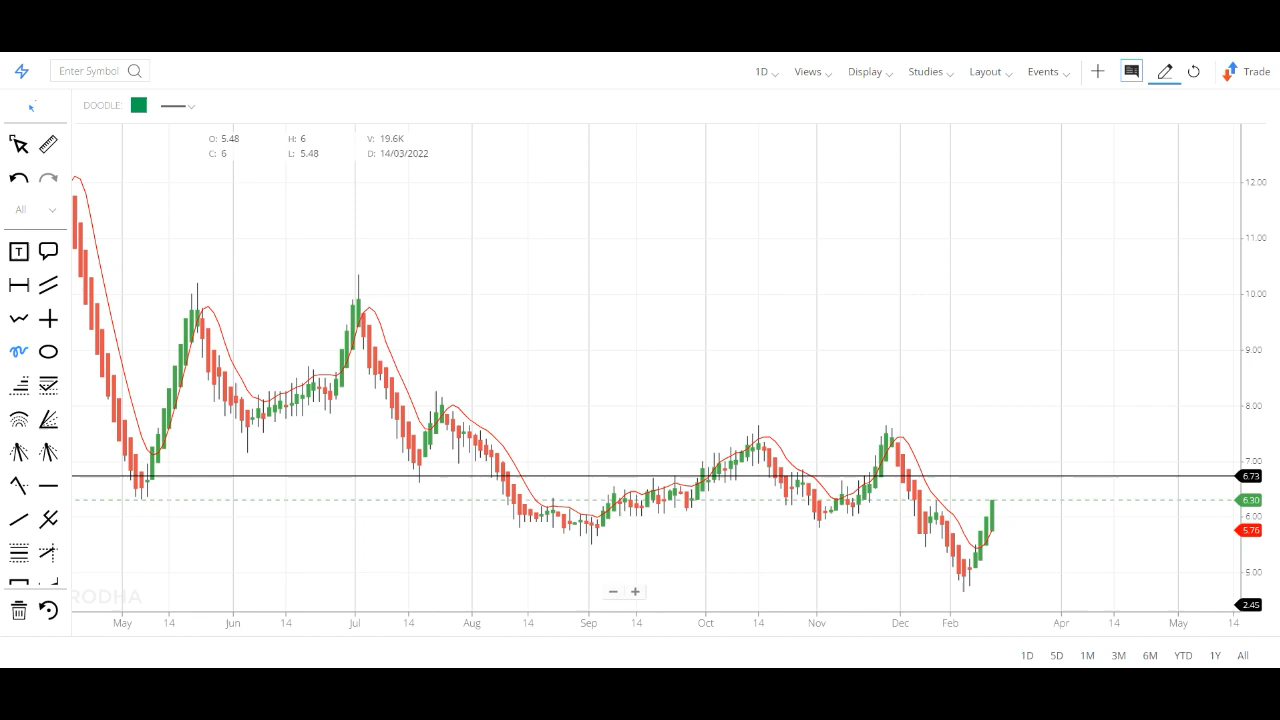 Enter Symbol
1D Views Display Studies Layout Events Trade
DOODLE:
O: 5.48 H: 6 V: 19.6K
C: 6 L: 5.48 D: 14/03/2022
All
T
12.00
11.00
10.00
9.00
8.00
7.00
6.73
6.30
6.00
5.76
5.00
2.45
RODHA
May 14 Jun 14 Jul 14 Aug 14 Sep 14 Oct 14 Nov Dec Feb Apr 14 May 14
1D 5D 1M 3M 6M YTD 1Y All